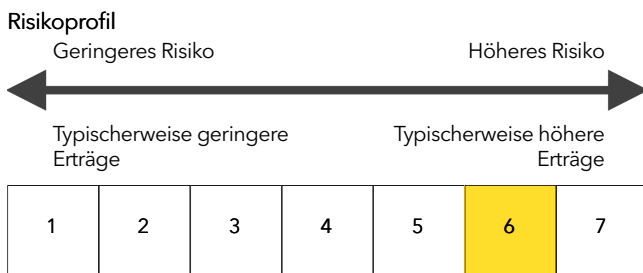 Risikoprofil
Geringeres Risiko Höheres Risiko
Typischerweise geringere Erträge
Typischerweise höhere Erträge
1 2 3 4 5 6 7